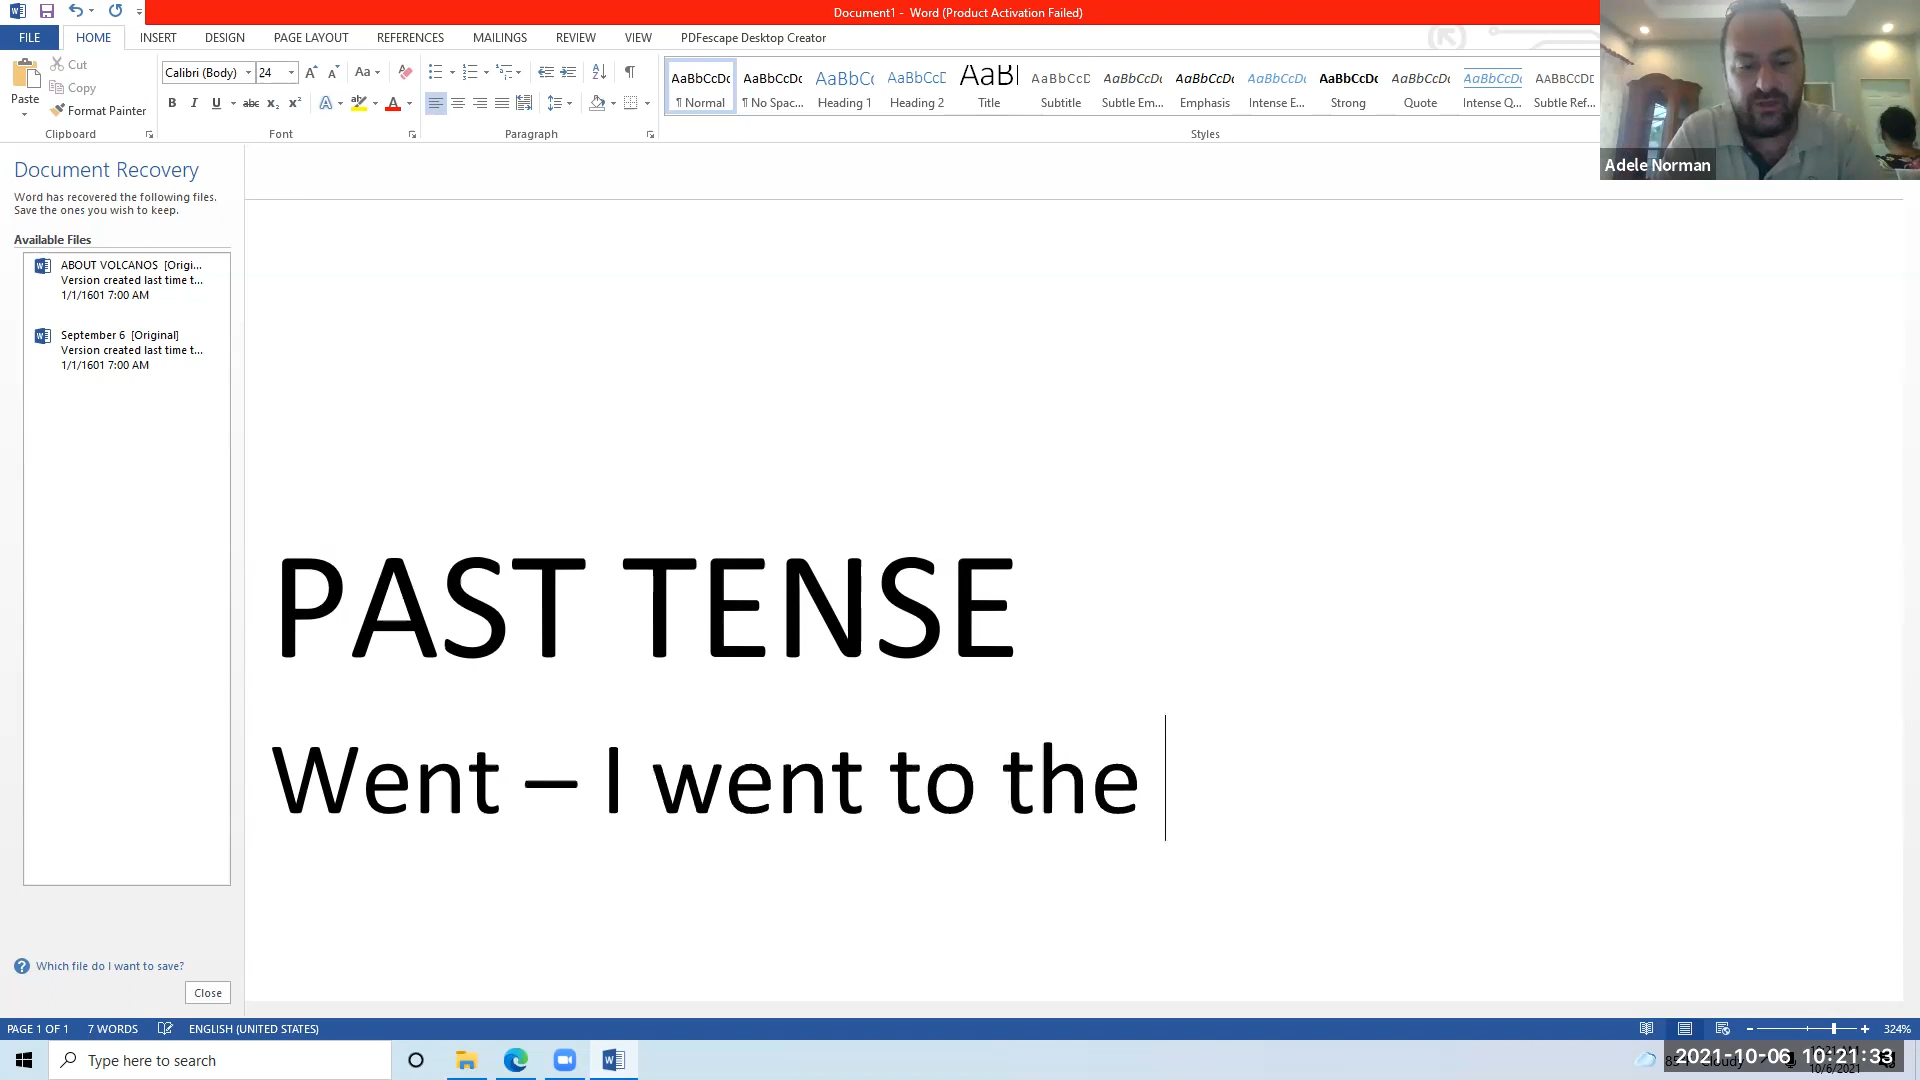 Document1 - Word (Product Activation Failed)
FILE HOME INSERT DESIGN PAGE LAYOUT REFERENCES MAILINGS REVIEW VIEW PDFescape Desktop Creator
Paste
Cut
Copy
Format Painter
Clipboard
Calibri (Body) 24
Font
Paragraph
AaBbCcDc AaBbCcDc AaBbCc AaBbCcD AaBl AaBbCcD AaBbCcDc AaBbCcDc AaBbCcDc AaBbCcDc AaBbCcDc AaBbCcDc AABBCCDE
¶ Normal ¶ No Spac... Heading 1 Heading 2 Title Subtitle Subtle Em... Emphasis Intense E... Strong Quote Intense Q... Subtle Ref...
Styles
Adele Norman
Document Recovery
Word has recovered the following files.
Save the ones you wish to keep.
Available Files
ABOUT VOLCANOS [Origi...
Version created last time t...
1/1/1601 7:00 AM
September 6 [Original]
Version created last time t...
1/1/1601 7:00 AM
PAST TENSE
Went – I went to the
Which file do I want to save?
Close
PAGE 1 OF 1 7 WORDS ENGLISH (UNITED STATES)
324%
Type here to search
2021-10-06 10:21:33
10/6/2021